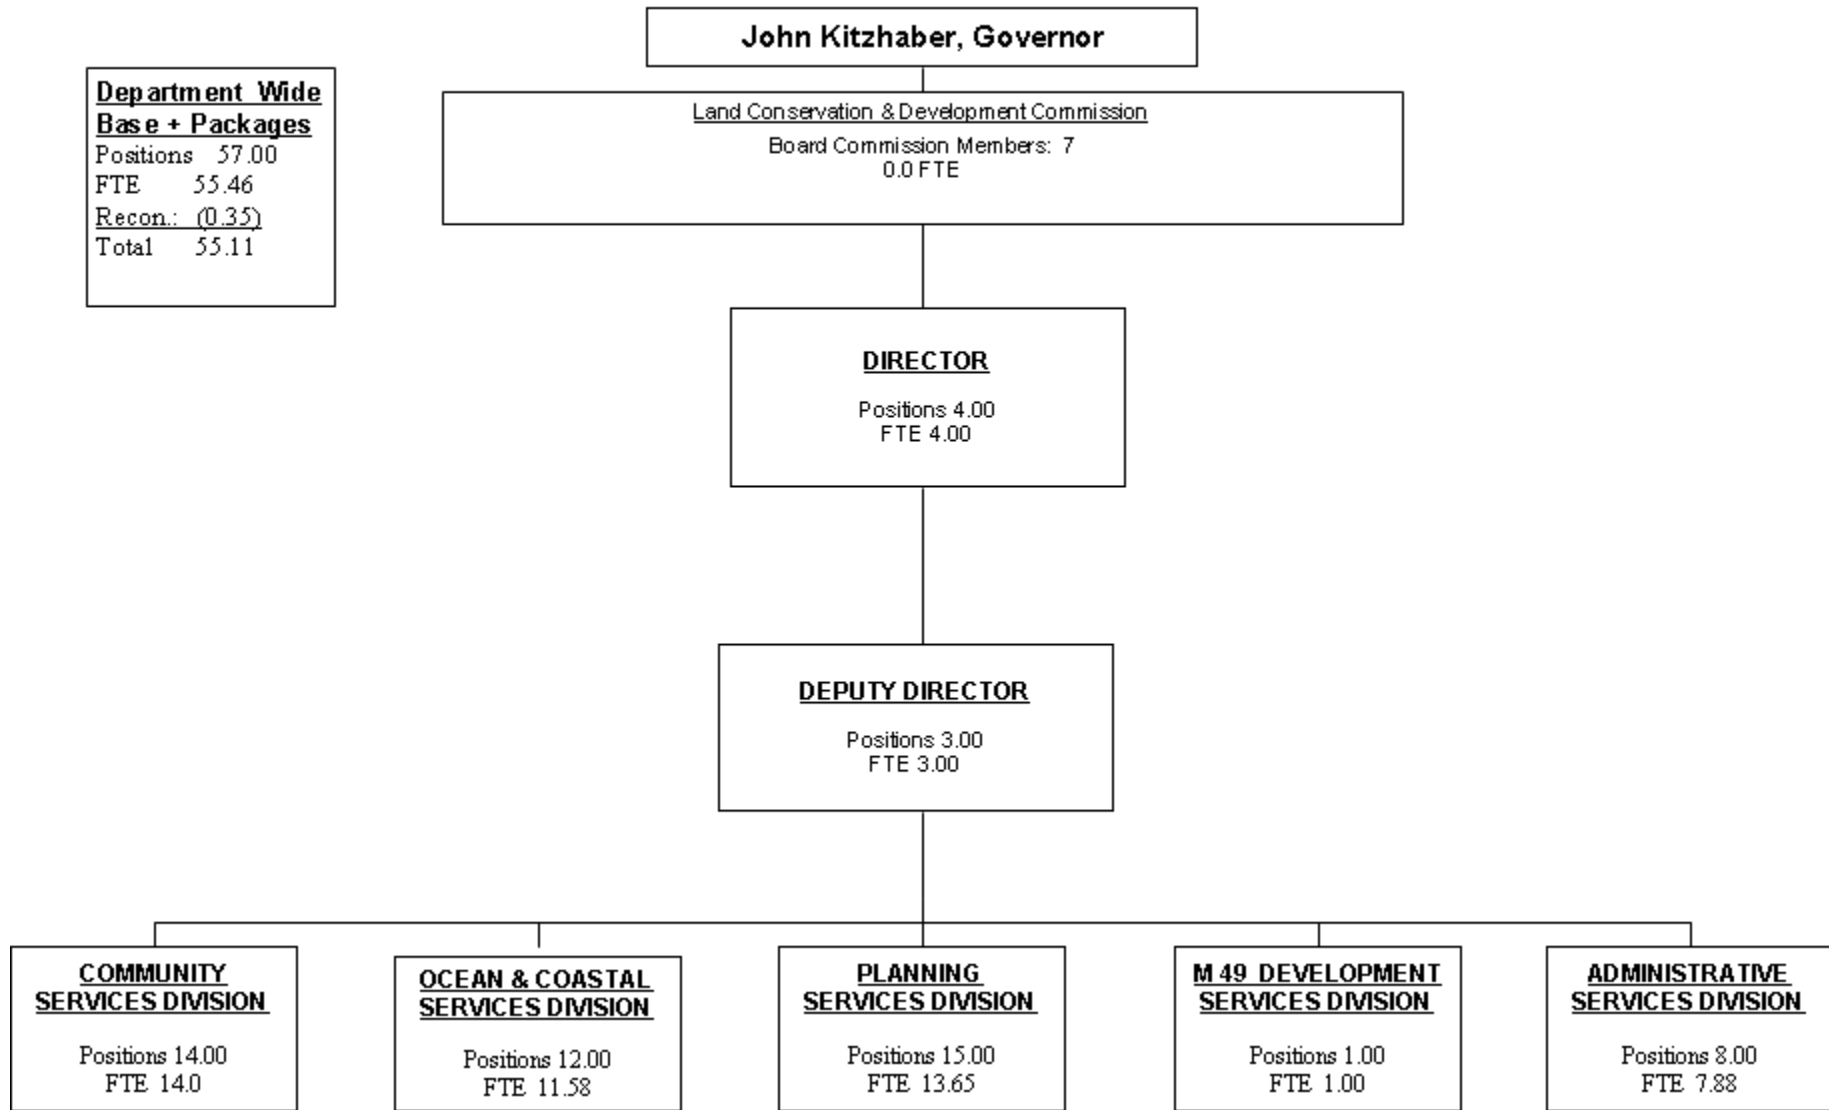 John Kitzhaber, Governor
Department Wide
Base + Packages
Positions 57.00
FTE 55.46
Recon.: (0.35)
Total 55.11
Land Conservation & Development Commission
Board Commission Members: 7
0.0 FTE
DIRECTOR
Positions 4.00
FTE 4.00
DEPUTY DIRECTOR
Positions 3.00
FTE 3.00
COMMUNITY
SERVICES DIVISION
Positions 14.00
FTE 14.0
OCEAN & COASTAL
SERVICES DIVISION
Positions 12.00
FTE 11.58
PLANNING
SERVICES DIVISION
Positions 15.00
FTE 13.65
M 49 DEVELOPMENT
SERVICES DIVISION
Positions 1.00
FTE 1.00
ADMINISTRATIVE
SERVICES DIVISION
Positions 8.00
FTE 7.88